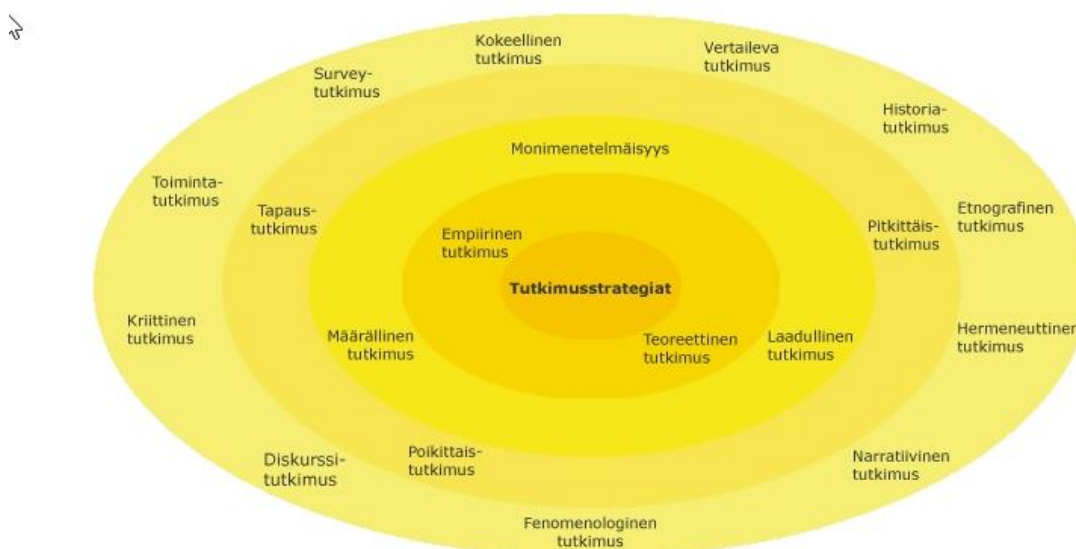 Kokeellinen
tutkimus
Vertaileva
tutkimus
Survey-
tutkimus
Historia-
tutkimus
Monimenetelmäisyys
Toiminta-
tutkimus
Tapaus-
tutkimus
Empiirinen
tutkimus
Pitkittäis-
tutkimus
Etnografinen
tutkimus
Tutkimusstrategiat
Kriittinen
tutkimus
Määrällinen
tutkimus
Teoreettinen
tutkimus
Laadullinen
tutkimus
Hermeneuttinen
tutkimus
Diskurssi-
tutkimus
Poikittais-
tutkimus
Narratiivinen
tutkimus
Fenomenologinen
tutkimus